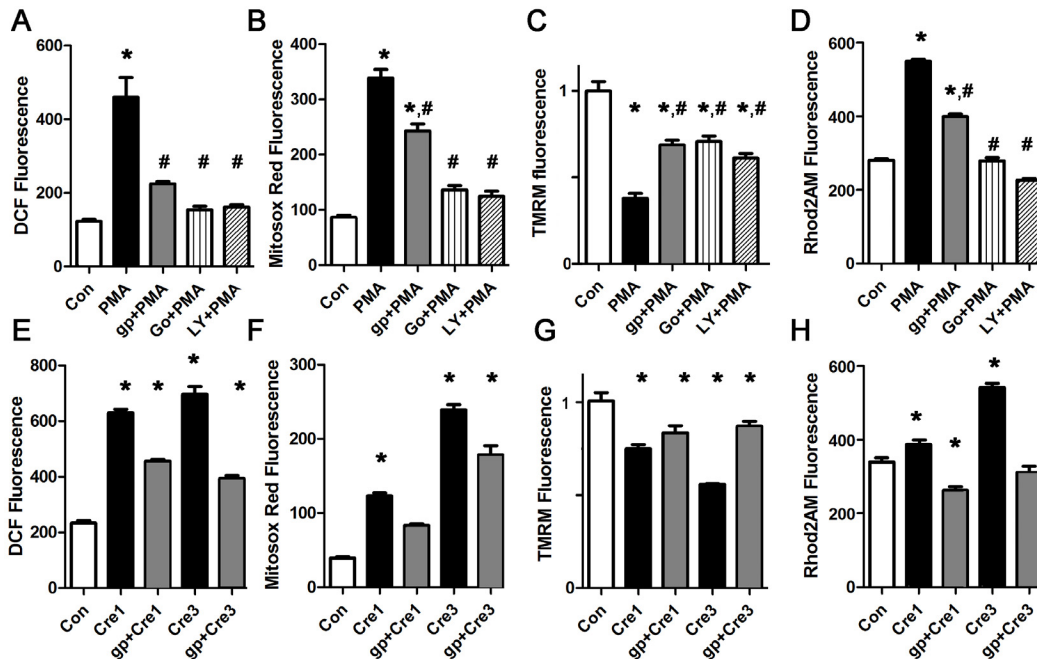 A
DCF Fluorescence
600
400
200
0
*
#
#
#
Con
PMA
gp+PMA
Go+PMA
LY+PMA
B
Mitosox Red Fluorescence
400
300
200
100
0
*
*,#
#
#
Con
PMA
gp+PMA
Go+PMA
LY+PMA
C
TMRM fluorescence
1
1
*
*,#
*,#
*,#
Con
PMA
gp+PMA
Go+PMA
LY+PMA
D
Rhod2AM Fluorescence
600
400
200
0
*
*,#
#
#
Con
PMA
gp+PMA
Go+PMA
LY+PMA
E
DCF Fluorescence
800
600
400
200
0
*
*
*
*
Con
Cre1
gp+Cre1
Cre3
gp+Cre3
F
Mitosox Red Fluorescence
300
200
100
0
*
*
*
Con
Cre1
gp+Cre1
Cre3
gp+Cre3
G
TMRM Fluorescence
1
1
*
*
*
*
Con
Cre1
gp+Cre1
Cre3
gp+Cre3
H
Rhod2AM Fluorescence
600
400
200
0
*
*
*
Con
Cre1
gp+Cre1
Cre3
gp+Cre3